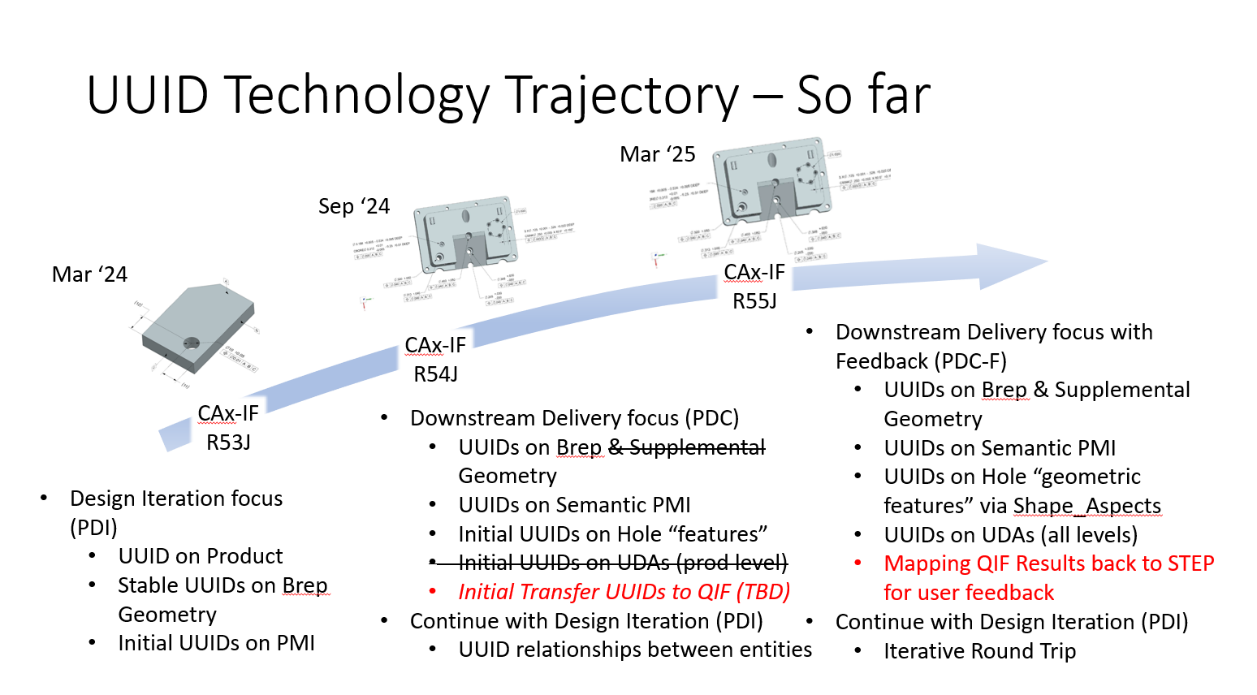 UUID Technology Trajectory – So far
Mar ‘24
Sep ‘24
Mar ‘25
CAx-IF
R53J
CAx-IF
R54J
CAx-IF
R55J
• Design Iteration focus
(PDI)
• UUID on Product
• Stable UUIDs on Brep
Geometry
• Initial UUIDs on PMI
• Downstream Delivery focus (PDC)
• UUIDs on Brep & Supplemental
Geometry
• UUIDs on Semantic PMI
• Initial UUIDs on Hole “features”
• Initial UUIDs on UDAs (prod level)
• Initial Transfer UUIDs to QIF (TBD)
• Continue with Design Iteration (PDI)
• UUID relationships between entities
• Downstream Delivery focus with
Feedback (PDC-F)
• UUIDs on Brep & Supplemental
Geometry
• UUIDs on Semantic PMI
• UUIDs on Hole “geometric
features” via Shape_Aspects
• UUIDs on UDAs (all levels)
• Mapping QIF Results back to STEP
for user feedback
• Continue with Design Iteration (PDI)
• Iterative Round Trip